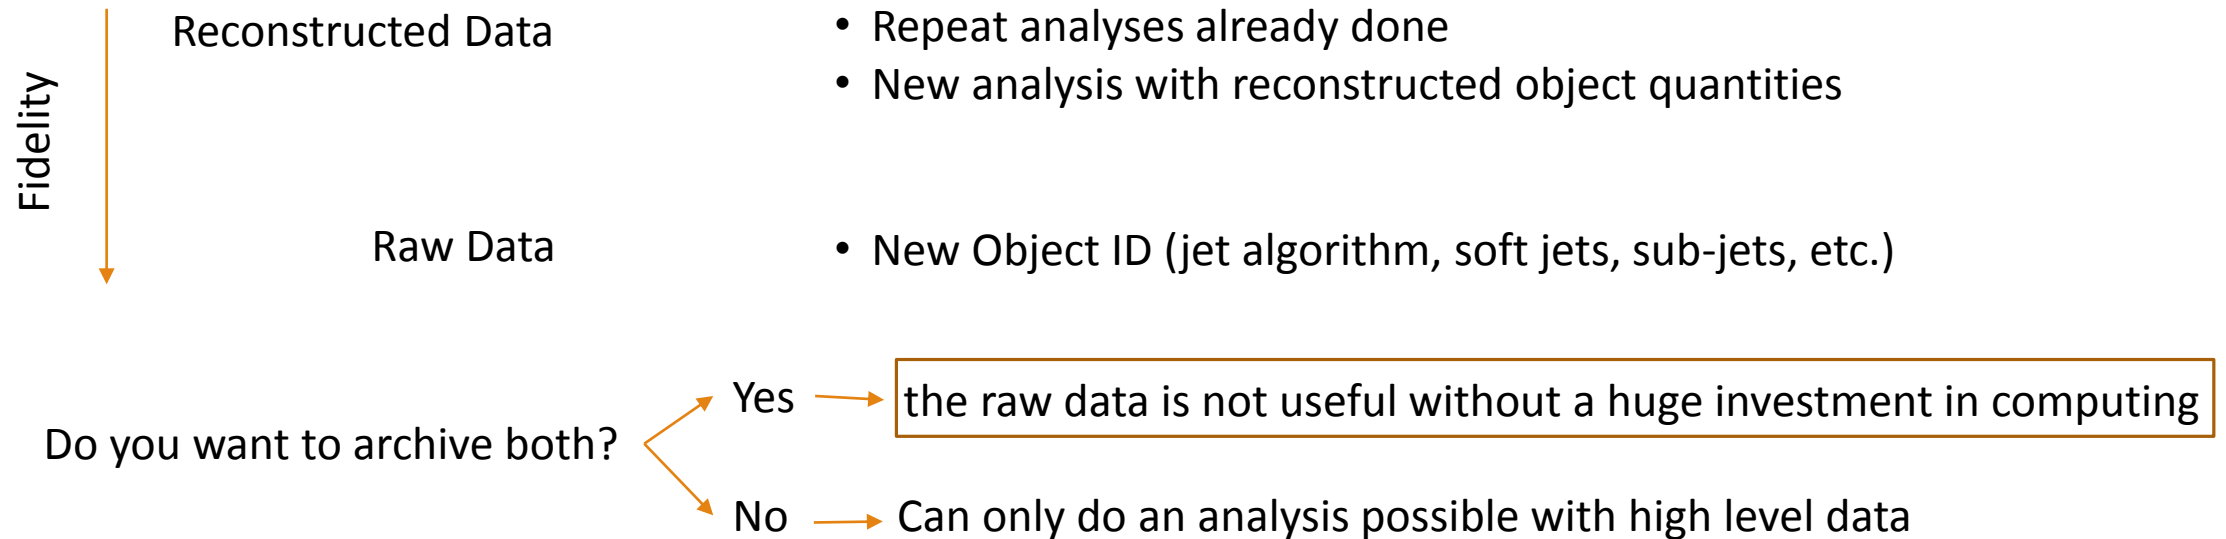 Fidelity
Reconstructed Data
• Repeat analyses already done
• New analysis with reconstructed object quantities
Raw Data
• New Object ID (jet algorithm, soft jets, sub-jets, etc.)
Do you want to archive both?
Yes
the raw data is not useful without a huge investment in computing
No
Can only do an analysis possible with high level data